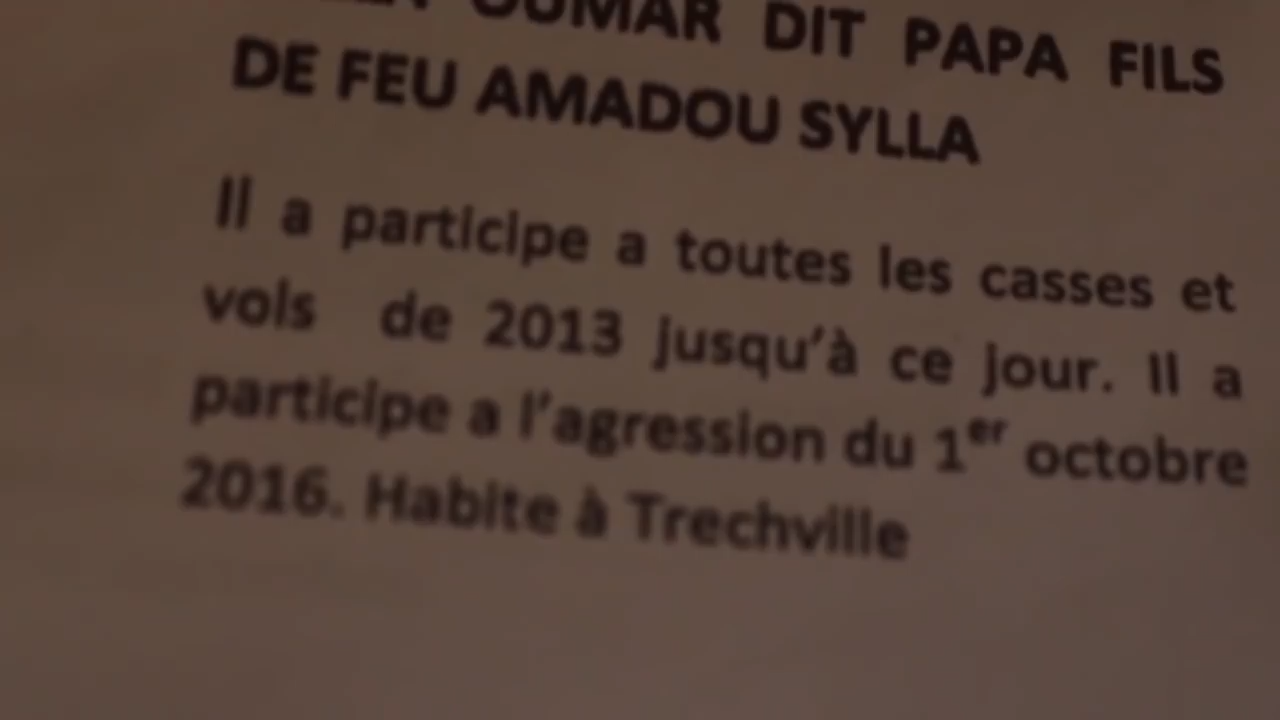 OUMAR DIT PAPA FILS
DE FEU AMADOU SYLLA
Il a participe a toutes les casses et
vols de 2013 jusqu'à ce jour. Il a
participe a l'agression du 1er octobre
2016. Habite à Trechville